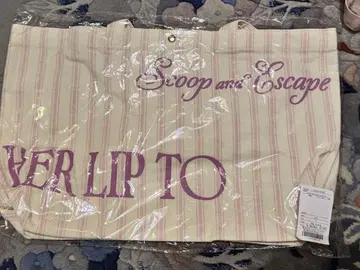 Scoop and Escape
HER LIP TO